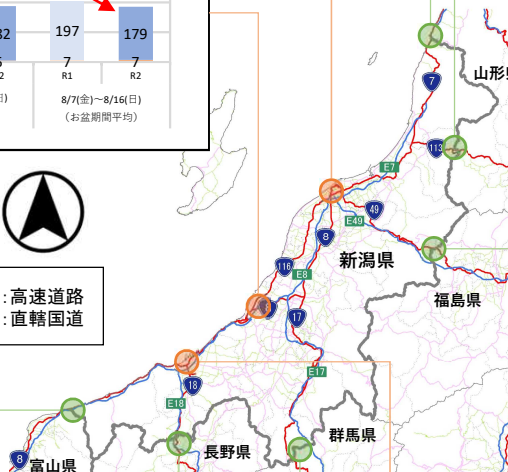 197
179
7
7
R1
R2
8/7(金)～8/16(日)
（お盆期間平均）
：高速道路
：直轄国道
山形
7
113
E7
49
E49
8
新潟県
116
E8
福島県
17
18
E17
E18
群馬県
長野県
8
富山県